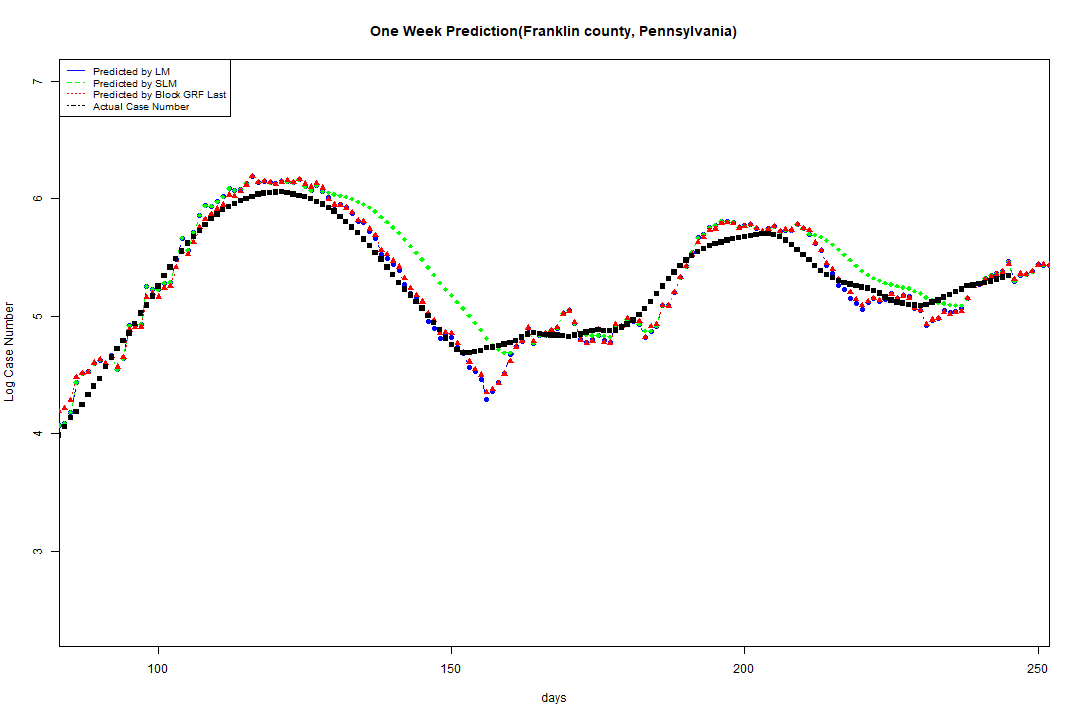 One Week Prediction(Franklin county, Pennsylvania)
Predicted by LM
Predicted by SLM
Predicted by Block GRF Last
Actual Case Number
7
6
5
4
3
Log Case Number
100
150
200
250
days